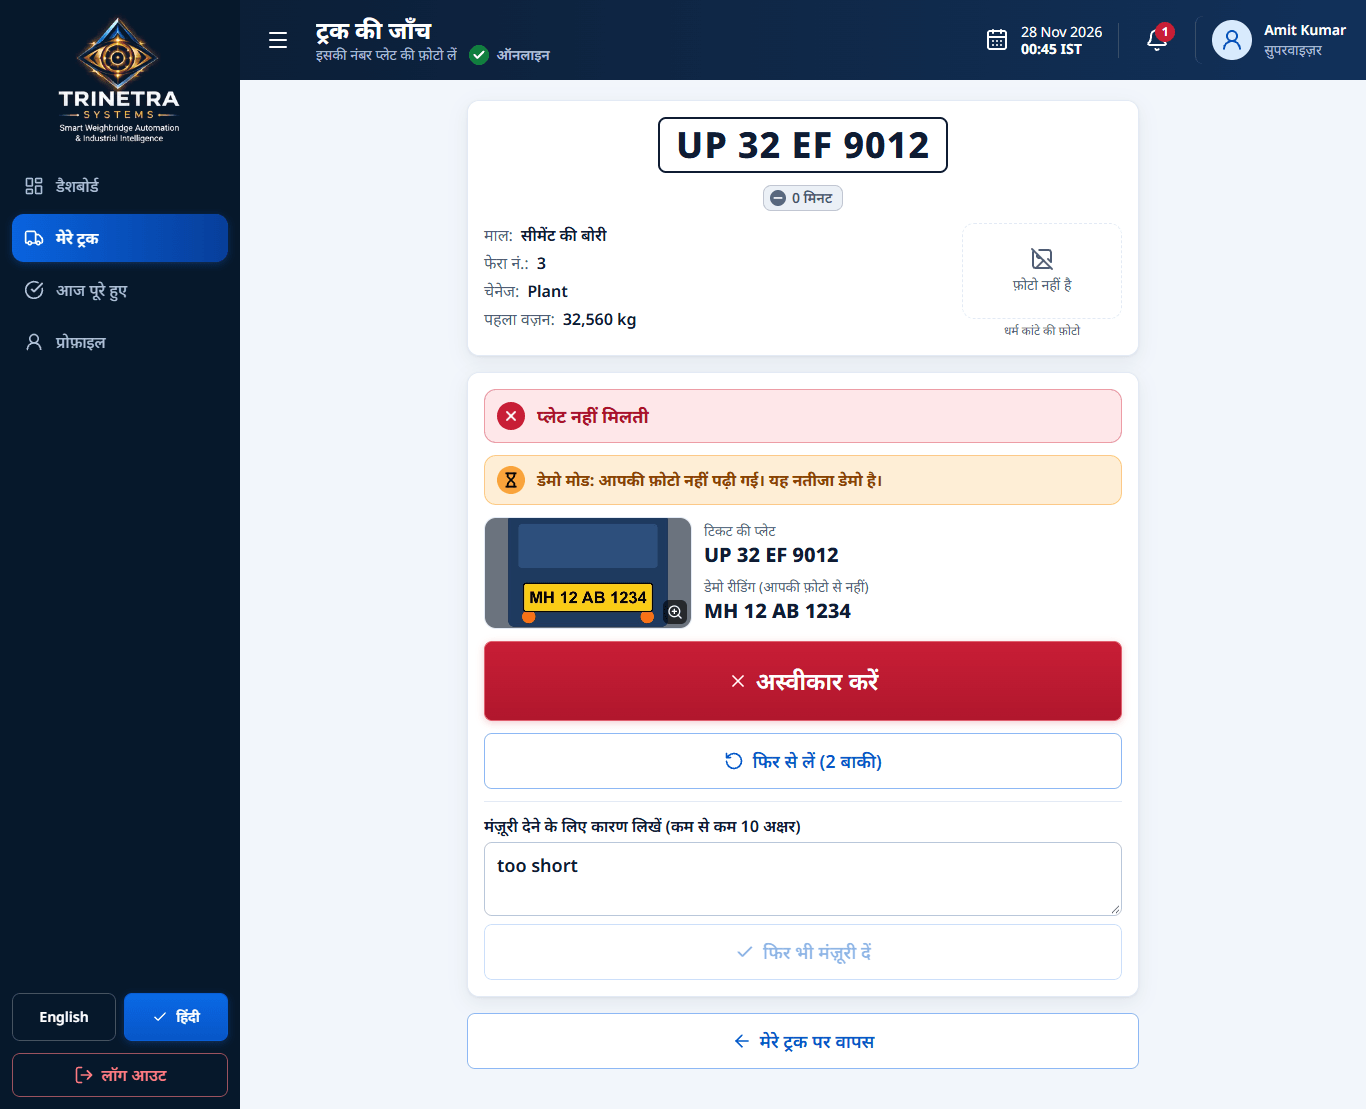 TRINETRA
SYSTEMS
Smart Weighbridge Automation
& Industrial Intelligence
डैशबोर्ड
मेरे ट्रक
आज पूरे हुए
प्रोफ़ाइल
English
हिंदी
लॉग आउट
ट्रक की जाँच
इसकी नंबर प्लेट की फ़ोटो लें
ऑनलाइन
28 Nov 2026
00:45 IST
1
Amit Kumar
सुपरवाइज़र
UP 32 EF 9012
0 मिनट
माल: सीमेंट की बोरी
फेरा नं.: 3
चेनेज: Plant
पहला वज़न: 32,560 kg
फ़ोटो नहीं है
धर्म कांटे की फ़ोटो
प्लेट नहीं मिलती
डेमो मोड: आपकी फ़ोटो नहीं पढ़ी गई। यह नतीजा डेमो है।
MH 12 AB 1234
टिकट की प्लेट
UP 32 EF 9012
डेमो रीडिंग (आपकी फ़ोटो से नहीं)
MH 12 AB 1234
अस्वीकार करें
फिर से लें (2 बाकी)
मंज़ूरी देने के लिए कारण लिखें (कम से कम 10 अक्षर)
too short
फिर भी मंज़ूरी दें
मेरे ट्रक पर वापस